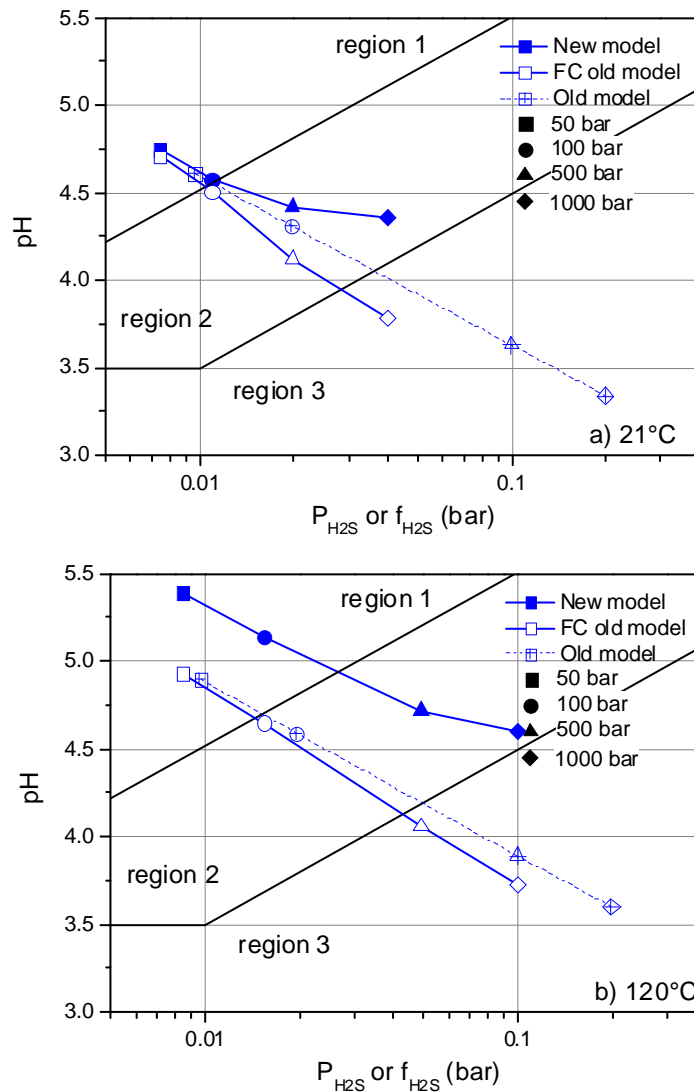 5.5
region 1
New model
FC old model
5.0
Old model
50 bar
100 bar
4.5
500 bar
1000 bar
pH
4.0
region 2
3.5
region 3
a) 21°C
3.0
0.01 0.1
P_H2S or f_H2S (bar)
5.5
region 1
New model
FC old model
5.0
Old model
50 bar
100 bar
4.5
500 bar
1000 bar
pH
4.0
region 2
3.5
region 3
b) 120°C
3.0
0.01 0.1
P_H2S or f_H2S (bar)